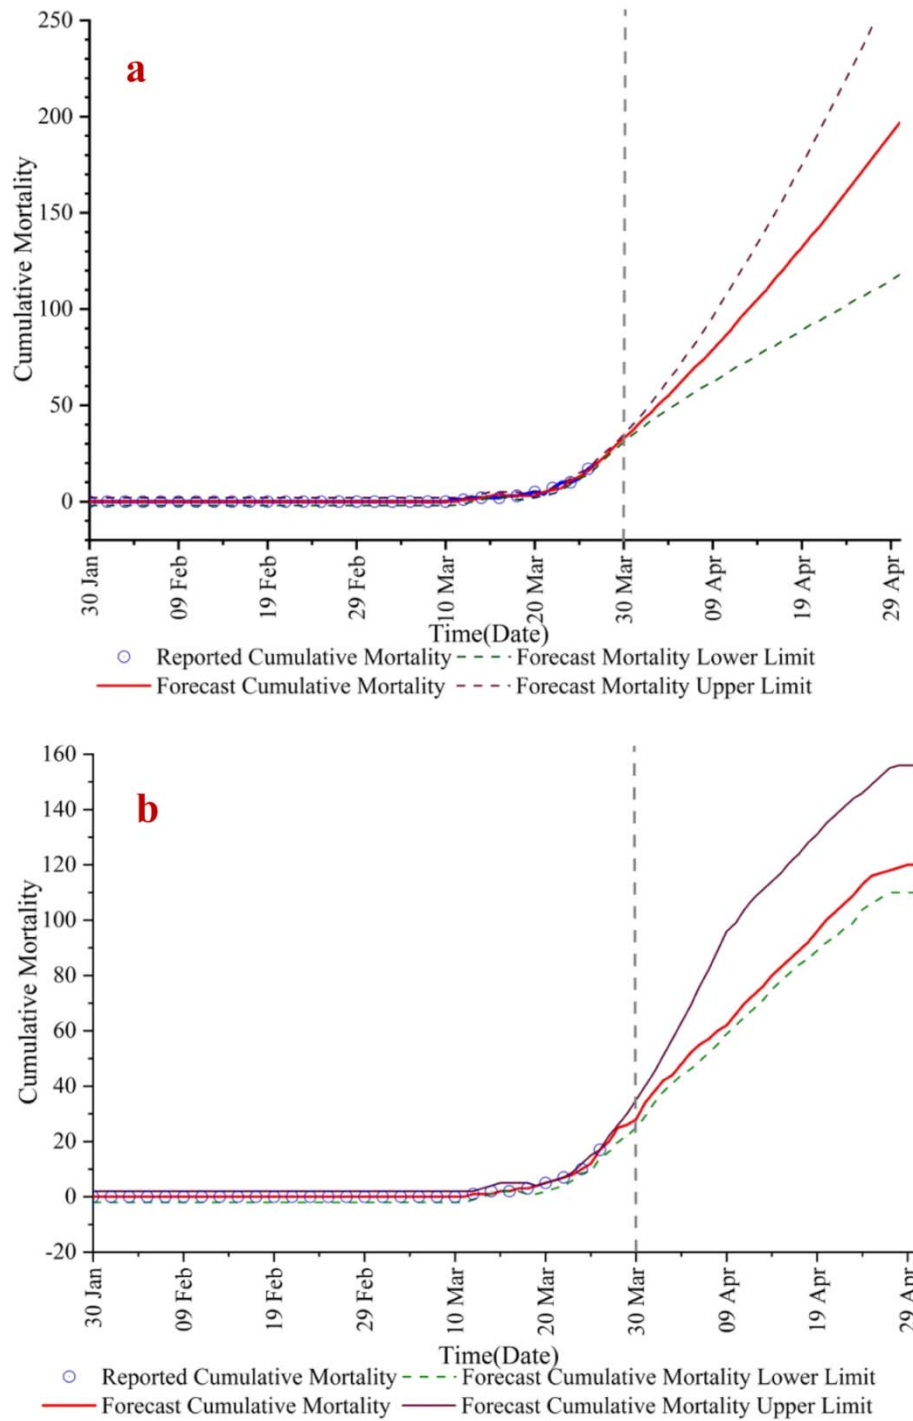 a
250
200
150
100
50
0
Cumulative Mortality
30 Jan
09 Feb
19 Feb
29 Feb
10 Mar
20 Mar
30 Mar
09 Apr
19 Apr
29 Apr
Time(Date)
Reported Cumulative Mortality
Forecast Mortality Lower Limit
Forecast Cumulative Mortality
Forecast Mortality Upper Limit
b
160
140
120
100
80
60
40
20
0
-20
Cumulative Mortality
30 Jan
09 Feb
19 Feb
29 Feb
10 Mar
20 Mar
30 Mar
09 Apr
19 Apr
29 Apr
Time(Date)
Reported Cumulative Mortality
Forecast Cumulative Mortality Lower Limit
Forecast Cumulative Mortality
Forecast Cumulative Mortality Upper Limit